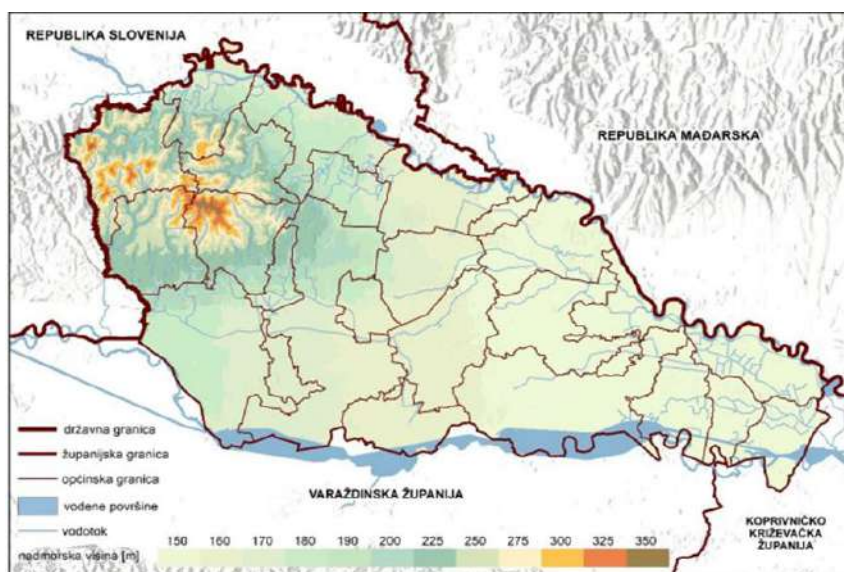 REPUBLIKA SLOVENIJA
REPUBLIKA MAĐARSKA
državna granica
županijska granica
općinska granica
vodene površine
vodotok
VARAŽDINSKA ŽUPANIJA
KOPRIVNIČKO
KRIŽEVAČKA
ŽUPANIJA
nadmorska visina [m] 150 160 170 180 190 200 225 250 275 300 325 350